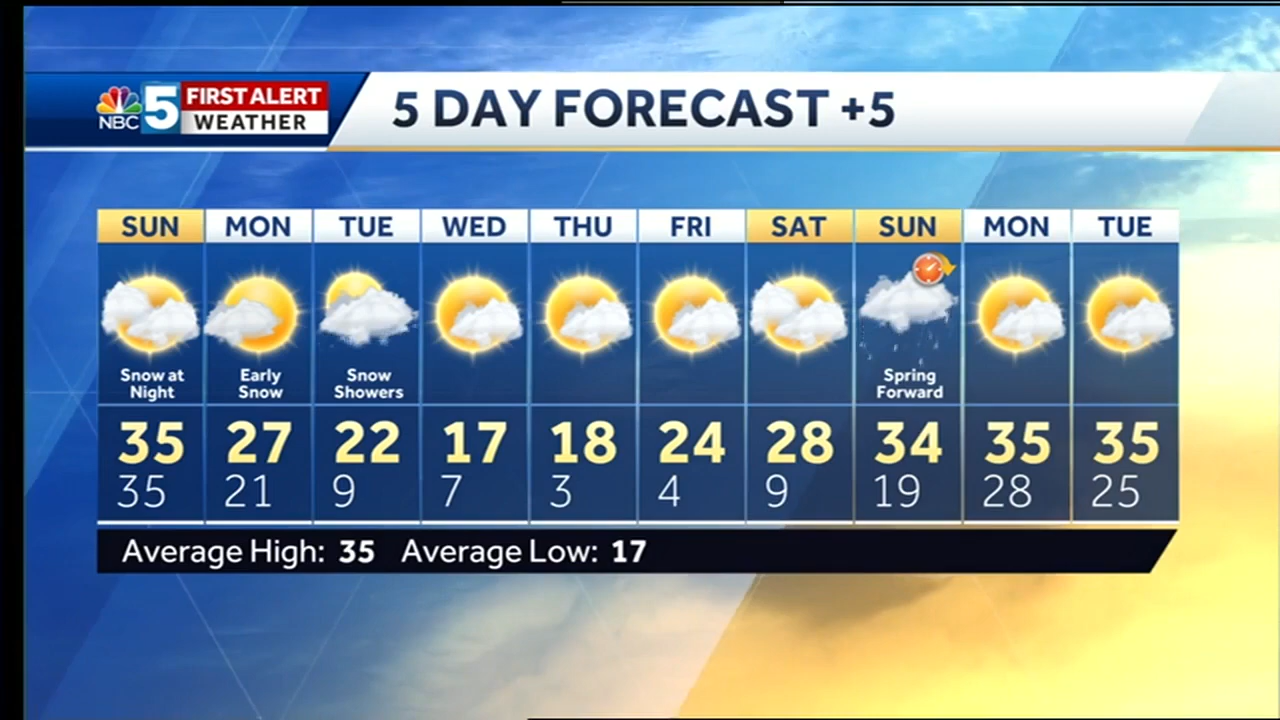 NBC 5 FIRST ALERT WEATHER
5 DAY FORECAST +5
SUN MON TUE WED THU FRI SAT SUN MON TUE
Snow at Early Snow Spring
Night Snow Showers Forward
35 27 22 17 18 24 28 34 35 35
35 21 9 7 3 4 9 19 28 25
Average High: 35 Average Low: 17